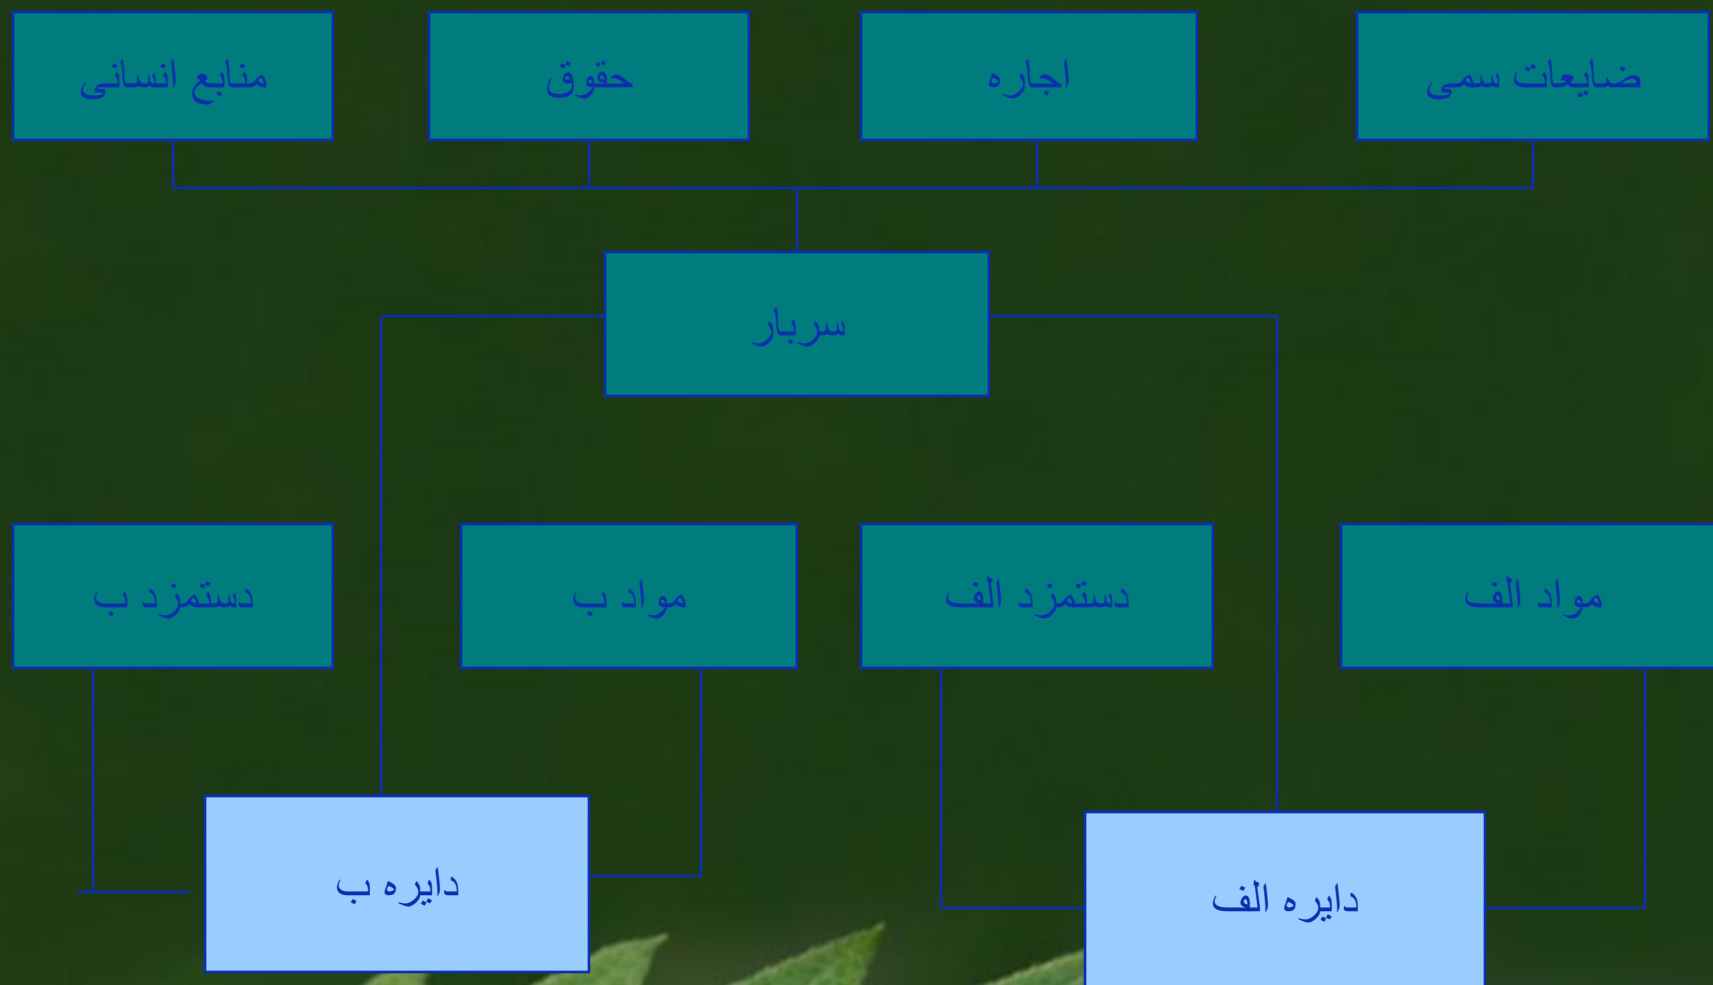 ضایعات سمی
اجاره
حقوق
منابع انسانی
سربار
مواد الف
دستمزد الف
مواد ب
دستمزد ب
دایره الف
دایره ب